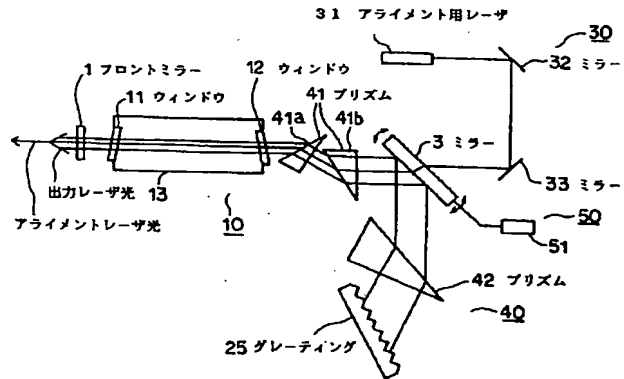 31 アライメント用レーザ
30
32 ミラー
1 フロントミラー
12 ウィンドウ
11 ウィンドウ
41 プリズム
41a
41b
3 ミラー
33 ミラー
13
出力レーザ光
10
50
51
アライメントレーザ光
42 プリズム
40
25 グレーティング